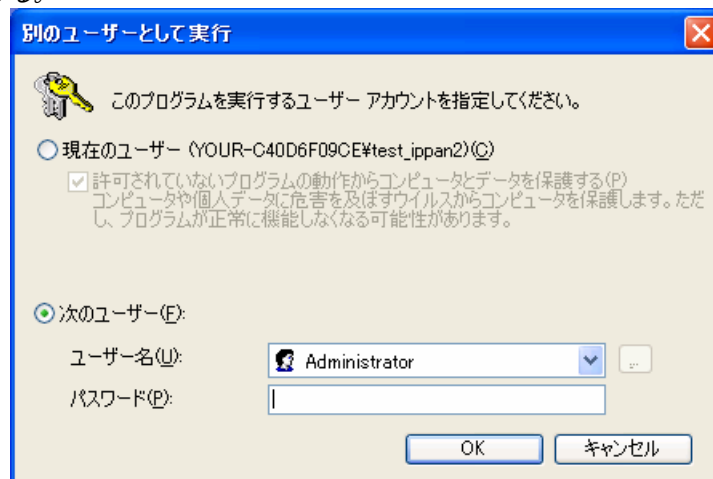 別のユーザーとして実行
このプログラムを実行するユーザー アカウントを指定してください。
現在のユーザー (YOUR-C40D6F09CE¥test_ippan2)(C)
許可されていないプログラムの動作からコンピュータとデータを保護する(P)
コンピュータや個人データに危害を及ぼすウイルスからコンピュータを保護します。ただ
し、プログラムが正常に機能しなくなる可能性があります。
次のユーザー(F):
ユーザー名(U):
Administrator
...
パスワード(P):
OK
キャンセル